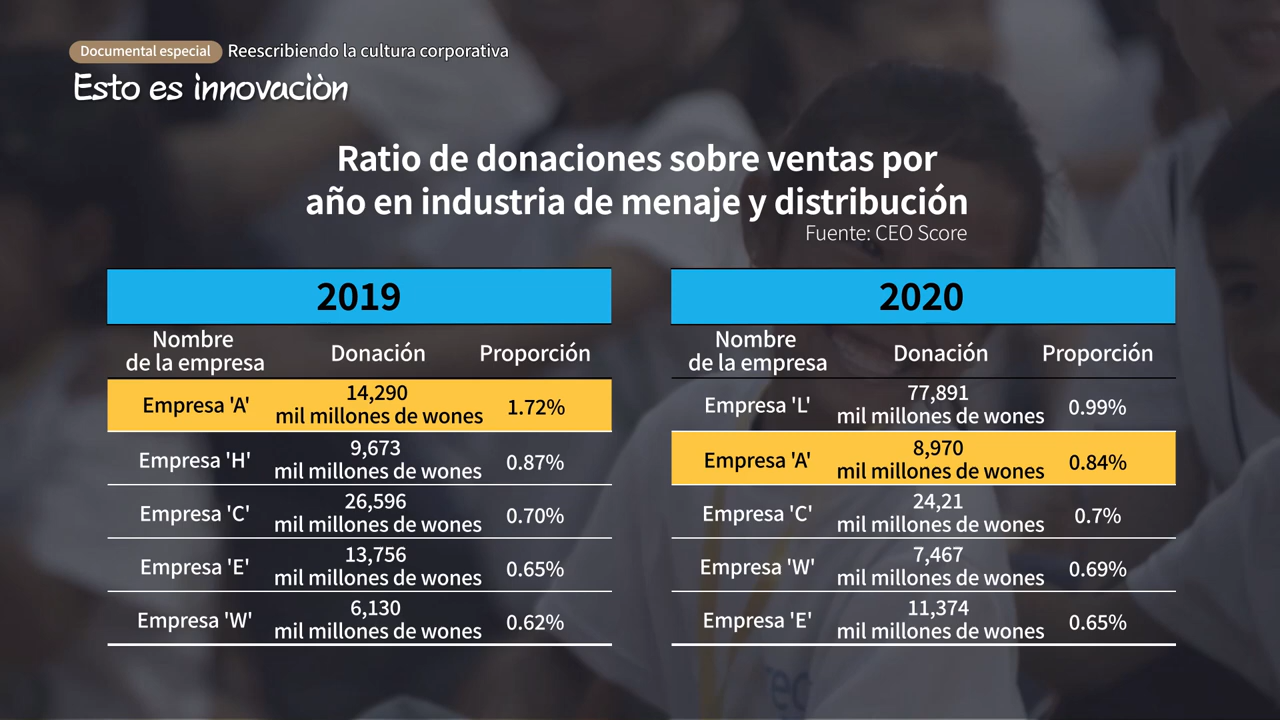 Documental especial Reescribiendo la cultura corporativa
Esto es innovaciòn
Ratio de donaciones sobre ventas por
año en industria de menaje y distribución
Fuente: CEO Score
2019
Nombre
de la empresa
Donación
Proporción
Empresa 'A'
14,290
mil millones de wones
1.72%
Empresa 'H'
9,673
mil millones de wones
0.87%
Empresa 'C'
26,596
mil millones de wones
0.70%
Empresa 'E'
13,756
mil millones de wones
0.65%
Empresa 'W'
6,130
mil millones de wones
0.62%
2020
Nombre
de la empresa
Donación
Proporción
Empresa 'L'
77,891
mil millones de wones
0.99%
Empresa 'A'
8,970
mil millones de wones
0.84%
Empresa 'C'
24,21
mil millones de wones
0.7%
Empresa 'W'
7,467
mil millones de wones
0.69%
Empresa 'E'
11,374
mil millones de wones
0.65%